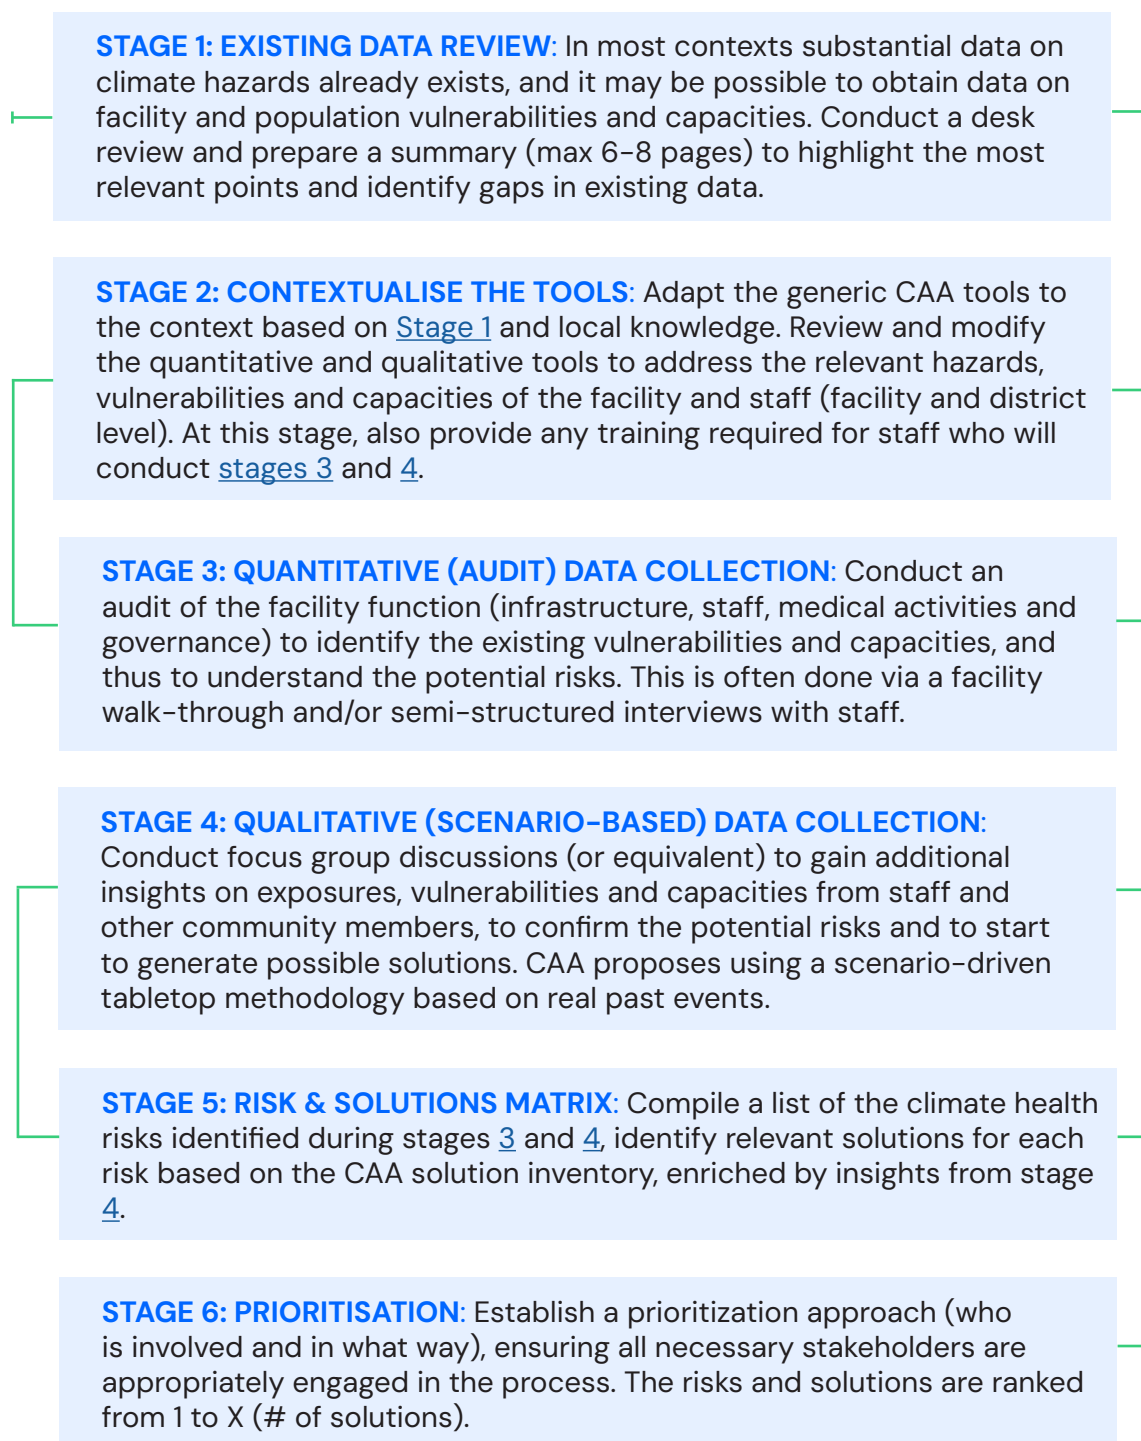 STAGE 1: EXISTING DATA REVIEW: In most contexts substantial data on
climate hazards already exists, and it may be possible to obtain data on
facility and population vulnerabilities and capacities. Conduct a desk
review and prepare a summary (max 6-8 pages) to highlight the most
relevant points and identify gaps in existing data.
STAGE 2: CONTEXTUALISE THE TOOLS: Adapt the generic CAA tools to
the context based on Stage 1 and local knowledge. Review and modify
the quantitative and qualitative tools to address the relevant hazards,
vulnerabilities and capacities of the facility and staff (facility and district
level). At this stage, also provide any training required for staff who will
conduct stages 3 and 4.
STAGE 3: QUANTITATIVE (AUDIT) DATA COLLECTION: Conduct an
audit of the facility function (infrastructure, staff, medical activities and
governance) to identify the existing vulnerabilities and capacities, and
thus to understand the potential risks. This is often done via a facility
walk-through and/or semi-structured interviews with staff.
STAGE 4: QUALITATIVE (SCENARIO-BASED) DATA COLLECTION:
Conduct focus group discussions (or equivalent) to gain additional
insights on exposures, vulnerabilities and capacities from staff and
other community members, to confirm the potential risks and to start
to generate possible solutions. CAA proposes using a scenario-driven
tabletop methodology based on real past events.
STAGE 5: RISK & SOLUTIONS MATRIX: Compile a list of the climate health
risks identified during stages 3 and 4, identify relevant solutions for each
risk based on the CAA solution inventory, enriched by insights from stage
4.
STAGE 6: PRIORITISATION: Establish a prioritization approach (who
is involved and in what way), ensuring all necessary stakeholders are
appropriately engaged in the process. The risks and solutions are ranked
from 1 to X (# of solutions).